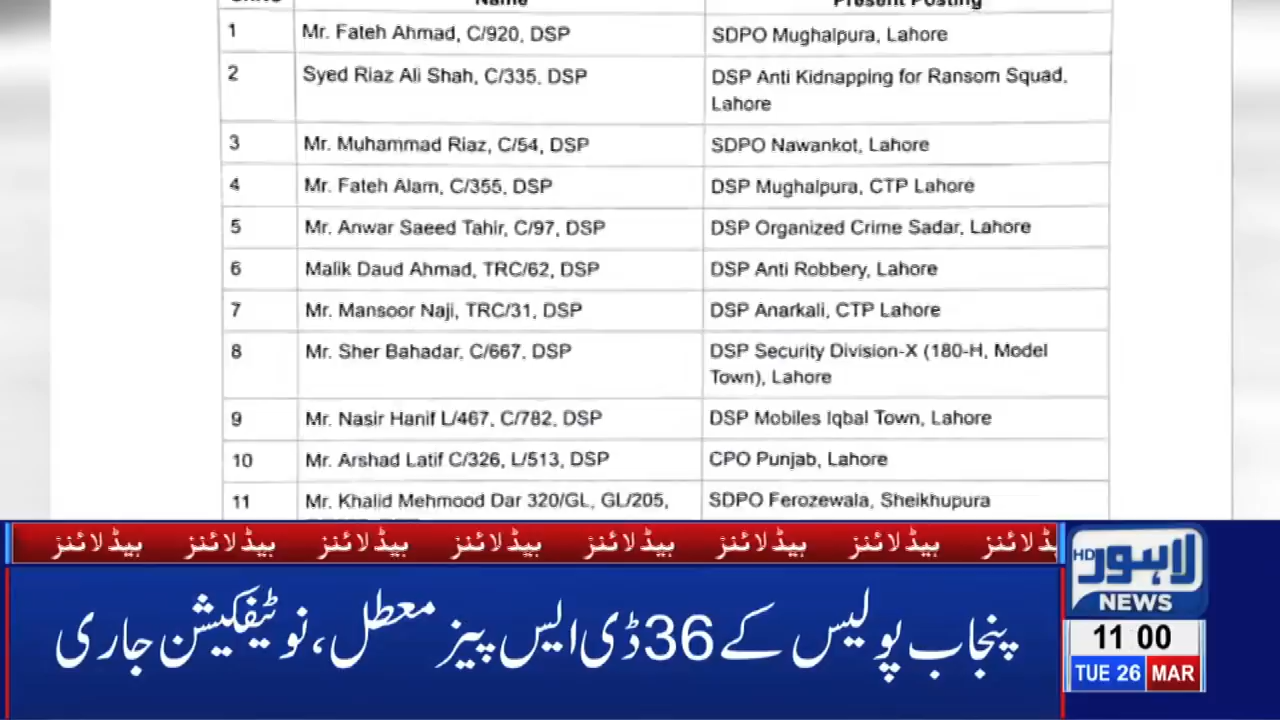 Name Present Posting
1 Mr. Fateh Ahmad, C/920, DSP SDPO Mughalpura, Lahore
2 Syed Riaz Ali Shah, C/335, DSP DSP Anti Kidnapping for Ransom Squad,
Lahore
3 Mr. Muhammad Riaz, C/54, DSP SDPO Nawankot, Lahore
4 Mr. Fateh Alam, C/355, DSP DSP Mughalpura, CTP Lahore
5 Mr. Anwar Saeed Tahir, C/97, DSP DSP Organized Crime Sadar, Lahore
6 Malik Daud Ahmad, TRC/62, DSP DSP Anti Robbery, Lahore
7 Mr. Mansoor Naji, TRC/31, DSP DSP Anarkali, CTP Lahore
8 Mr. Sher Bahadar, C/667, DSP DSP Security Division-X (180-H, Model
Town), Lahore
9 Mr. Nasir Hanif L/467, C/782, DSP DSP Mobiles Iqbal Town, Lahore
10 Mr. Arshad Latif C/326, L/513, DSP CPO Punjab, Lahore
11 Mr. Khalid Mehmood Dar 320/GL, GL/205, SDPO Ferozewala, Sheikhupura
ہیڈلائنز ہیڈلائنز ہیڈلائنز ہیڈلائنز ہیڈلائنز ہیڈلائنز ہیڈلائنز
پنجاب پولیس کے 36 ڈی ایس پیز معطل، نوٹیفکیشن جاری
لاہور HD
NEWS
11 00
TUE 26 MAR